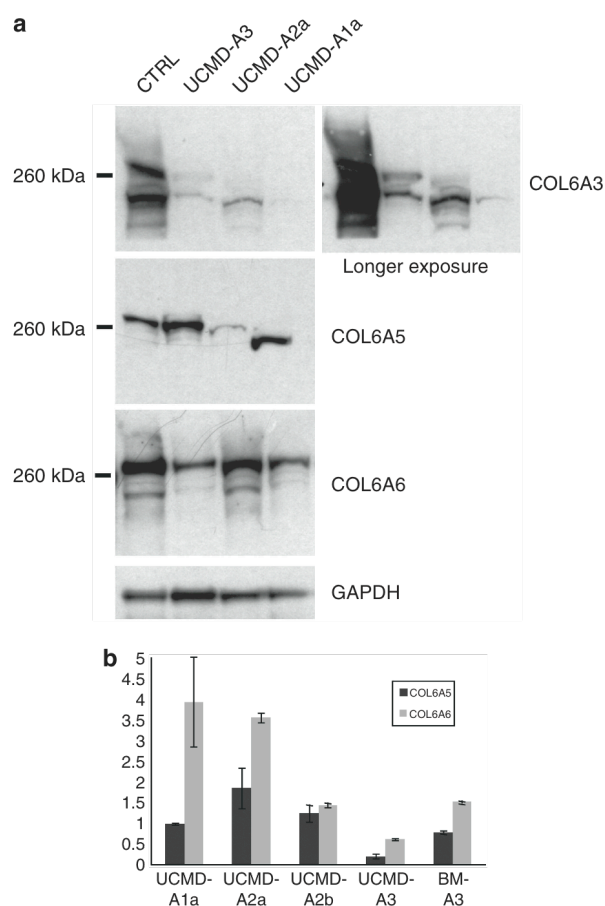 a
CTRL
UCMD-A3
UCMD-A2a
UCMD-A1a
260 kDa
COL6A3
Longer exposure
260 kDa
COL6A5
260 kDa
COL6A6
GAPDH
b
5
4.5
4
3.5
3
2.5
2
1.5
1
0.5
0
COL6A5
COL6A6
UCMD-
A1a
UCMD-
A2a
UCMD-
A2b
UCMD-
A3
BM-
A3